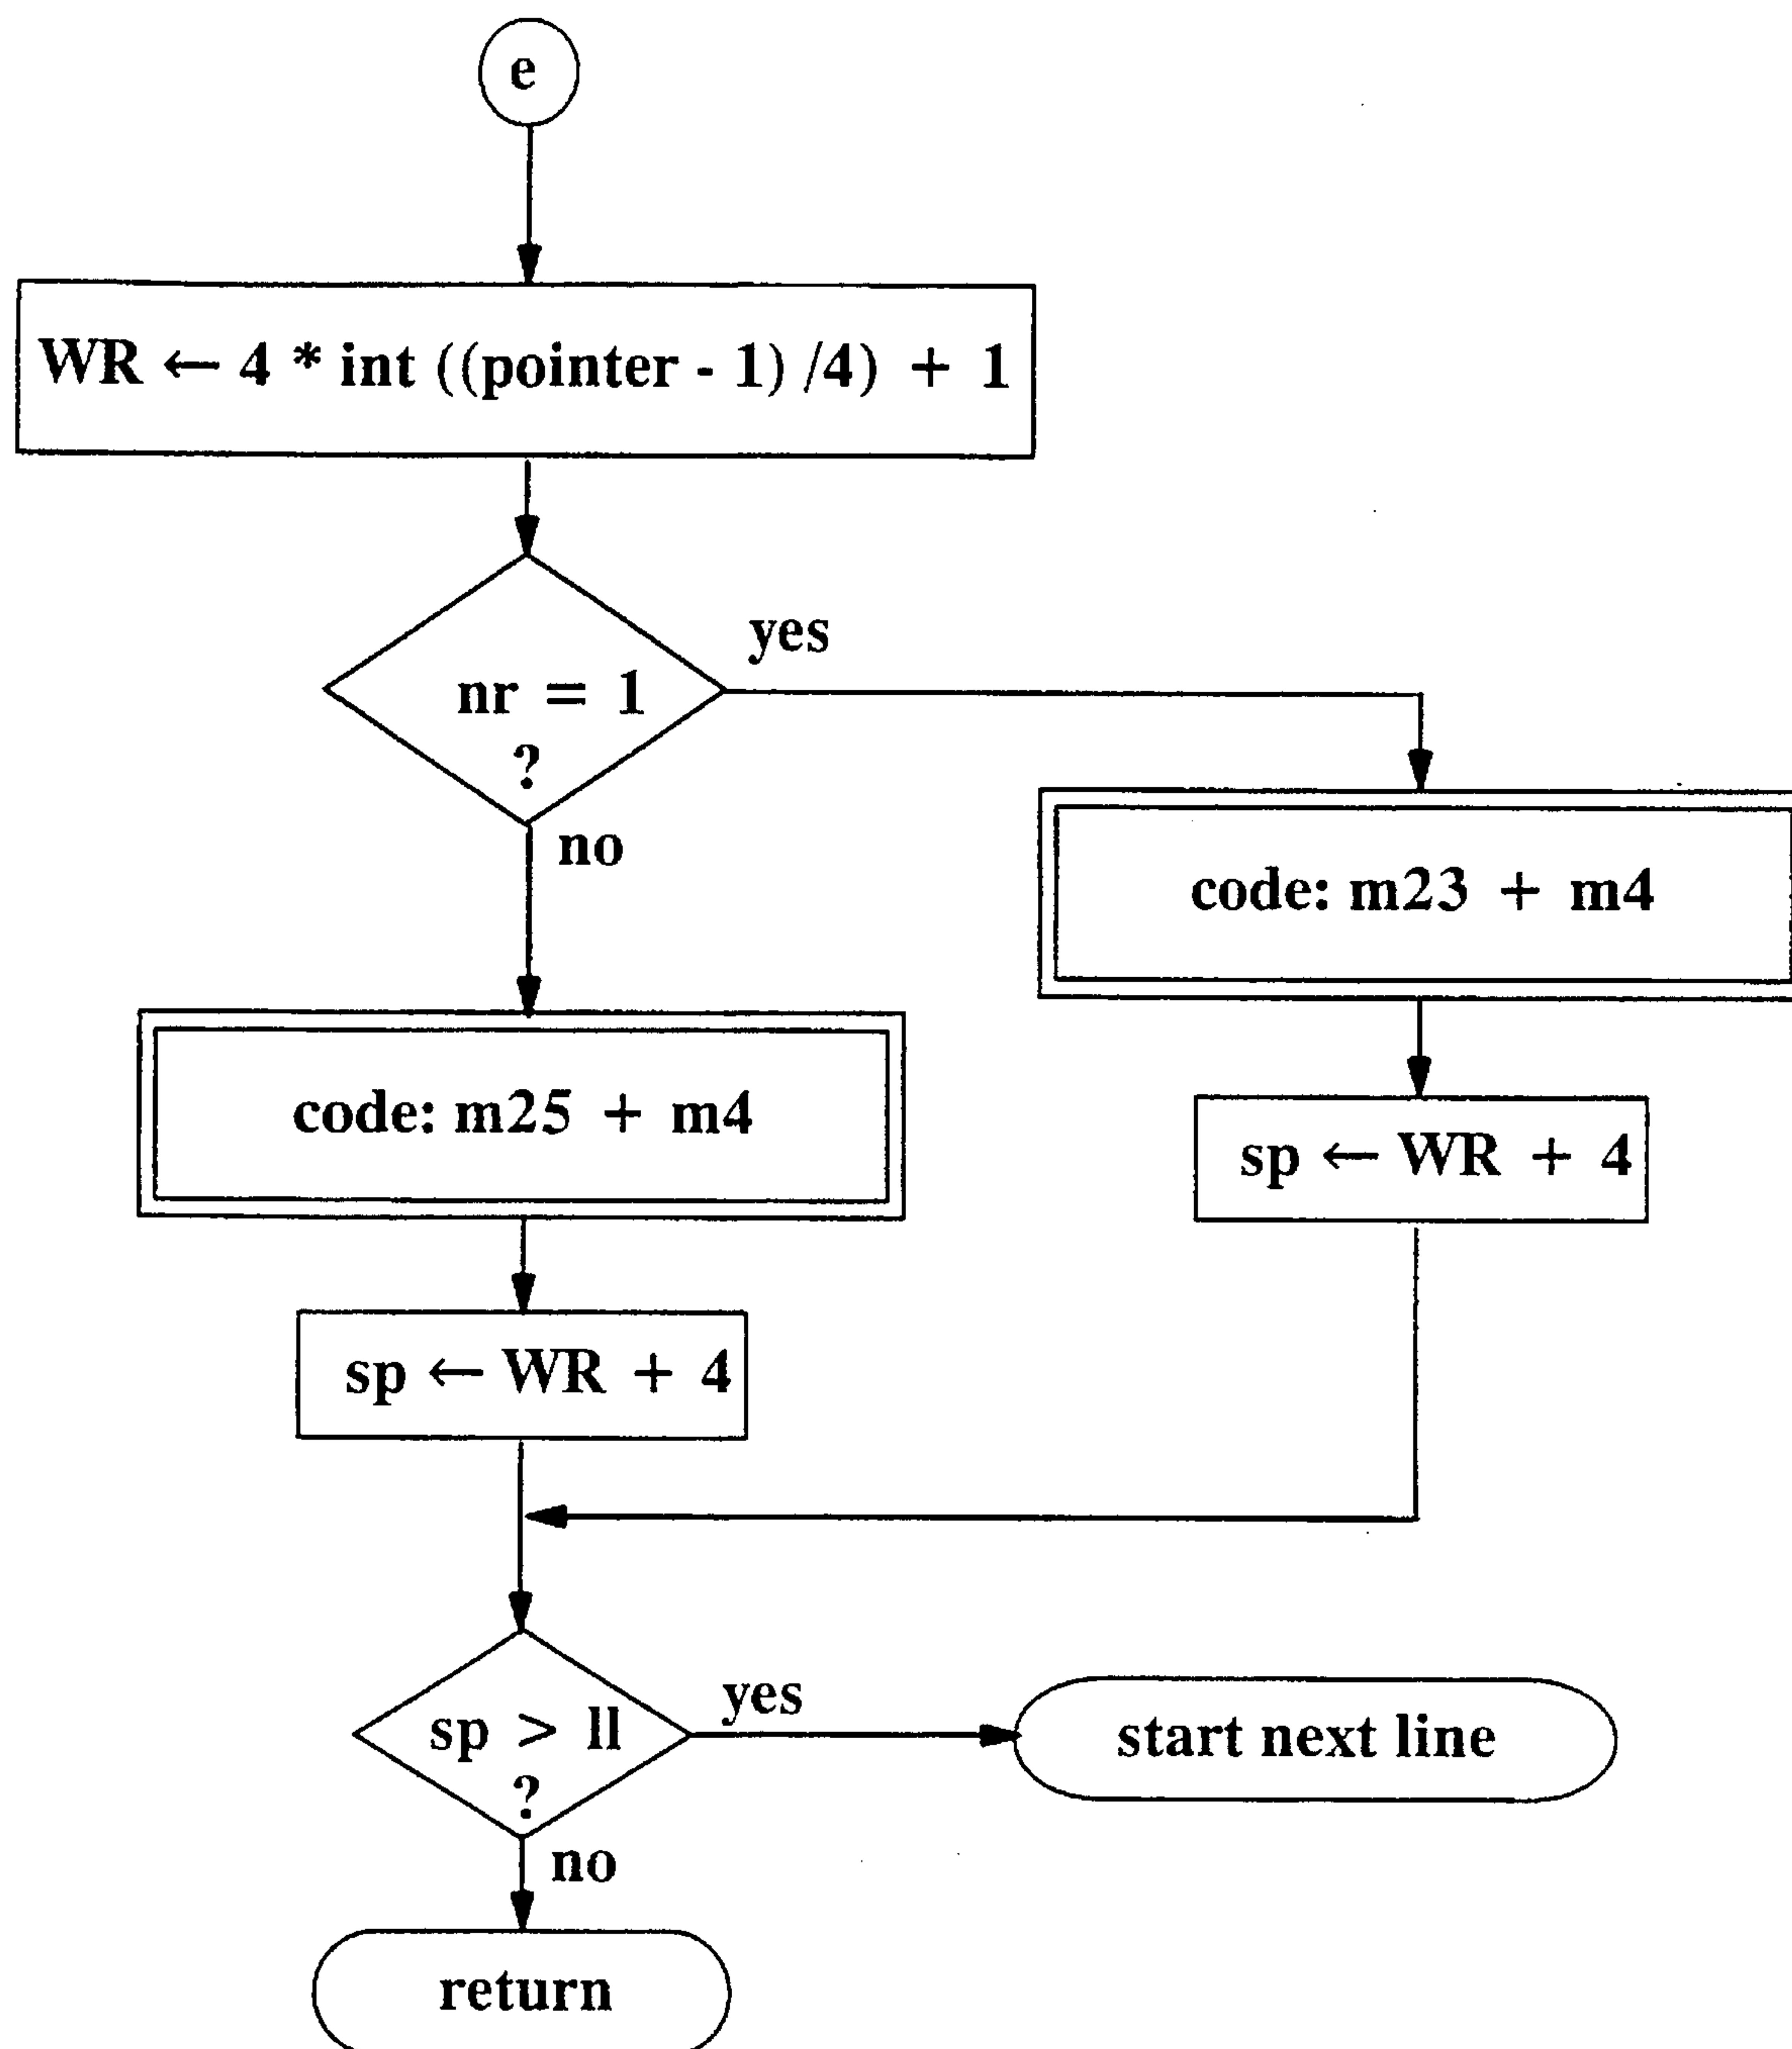 e
WR ← 4 * int ((pointer - 1) /4) + 1
yes
nr = 1
?
no
code: m23 + m4
code: m25 + m4
sp ← WR + 4
sp ← WR + 4
yes
sp > ll
?
start next line
no
return